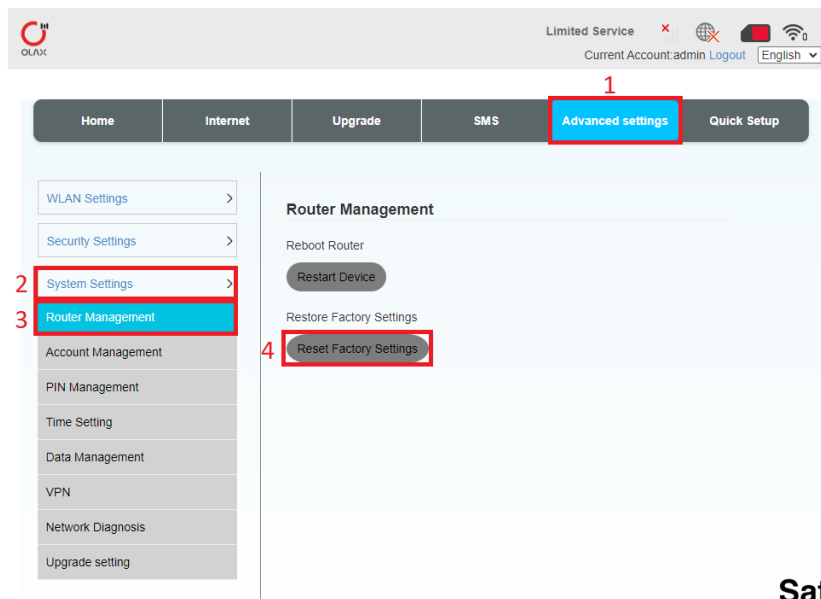 OLAX
Limited Service
Current Account:admin Logout English
1
Home Internet Upgrade SMS Advanced settings Quick Setup
WLAN Settings
Security Settings
2 System Settings
3 Router Management
Account Management
PIN Management
Time Setting
Data Management
VPN
Network Diagnosis
Upgrade setting
Router Management
Reboot Router
Restart Device
Restore Factory Settings
4 Reset Factory Settings